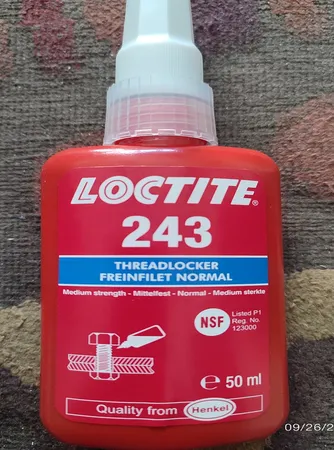 LOCTITE®
243
THREADLOCKER
FREINFILET NORMAL
Medium strength - Mittelfest - Normal - Medium sterkte
NSF
Listed P1
Reg. No.
123000
℮ 50 ml
Quality from Henkel
09/26/2